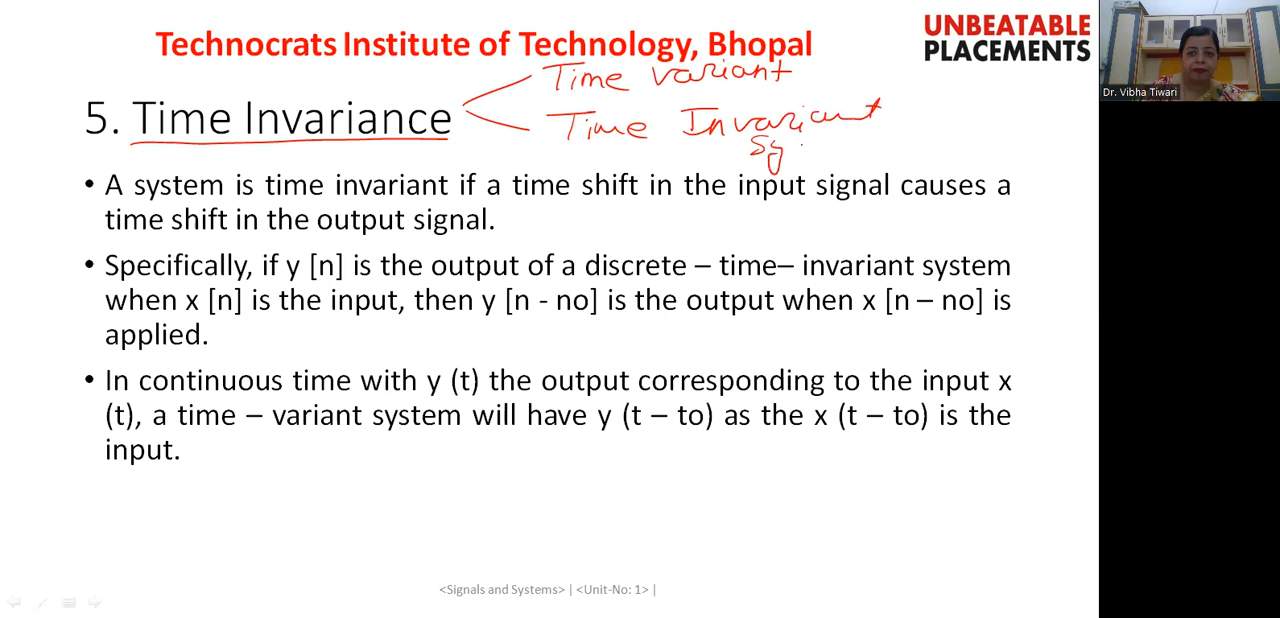 Technocrats Institute of Technology, Bhopal
UNBEATABLE
PLACEMENTS
Dr. Vibha Tiwari
Time variant
5. Time Invariance
Time Invariant
Sy
• A system is time invariant if a time shift in the input signal causes a
time shift in the output signal.
• Specifically, if y [n] is the output of a discrete – time– invariant system
when x [n] is the input, then y [n - no] is the output when x [n – no] is
applied.
• In continuous time with y (t) the output corresponding to the input x
(t), a time – variant system will have y (t – to) as the x (t – to) is the
input.
<Signals and Systems> | <Unit-No: 1> |